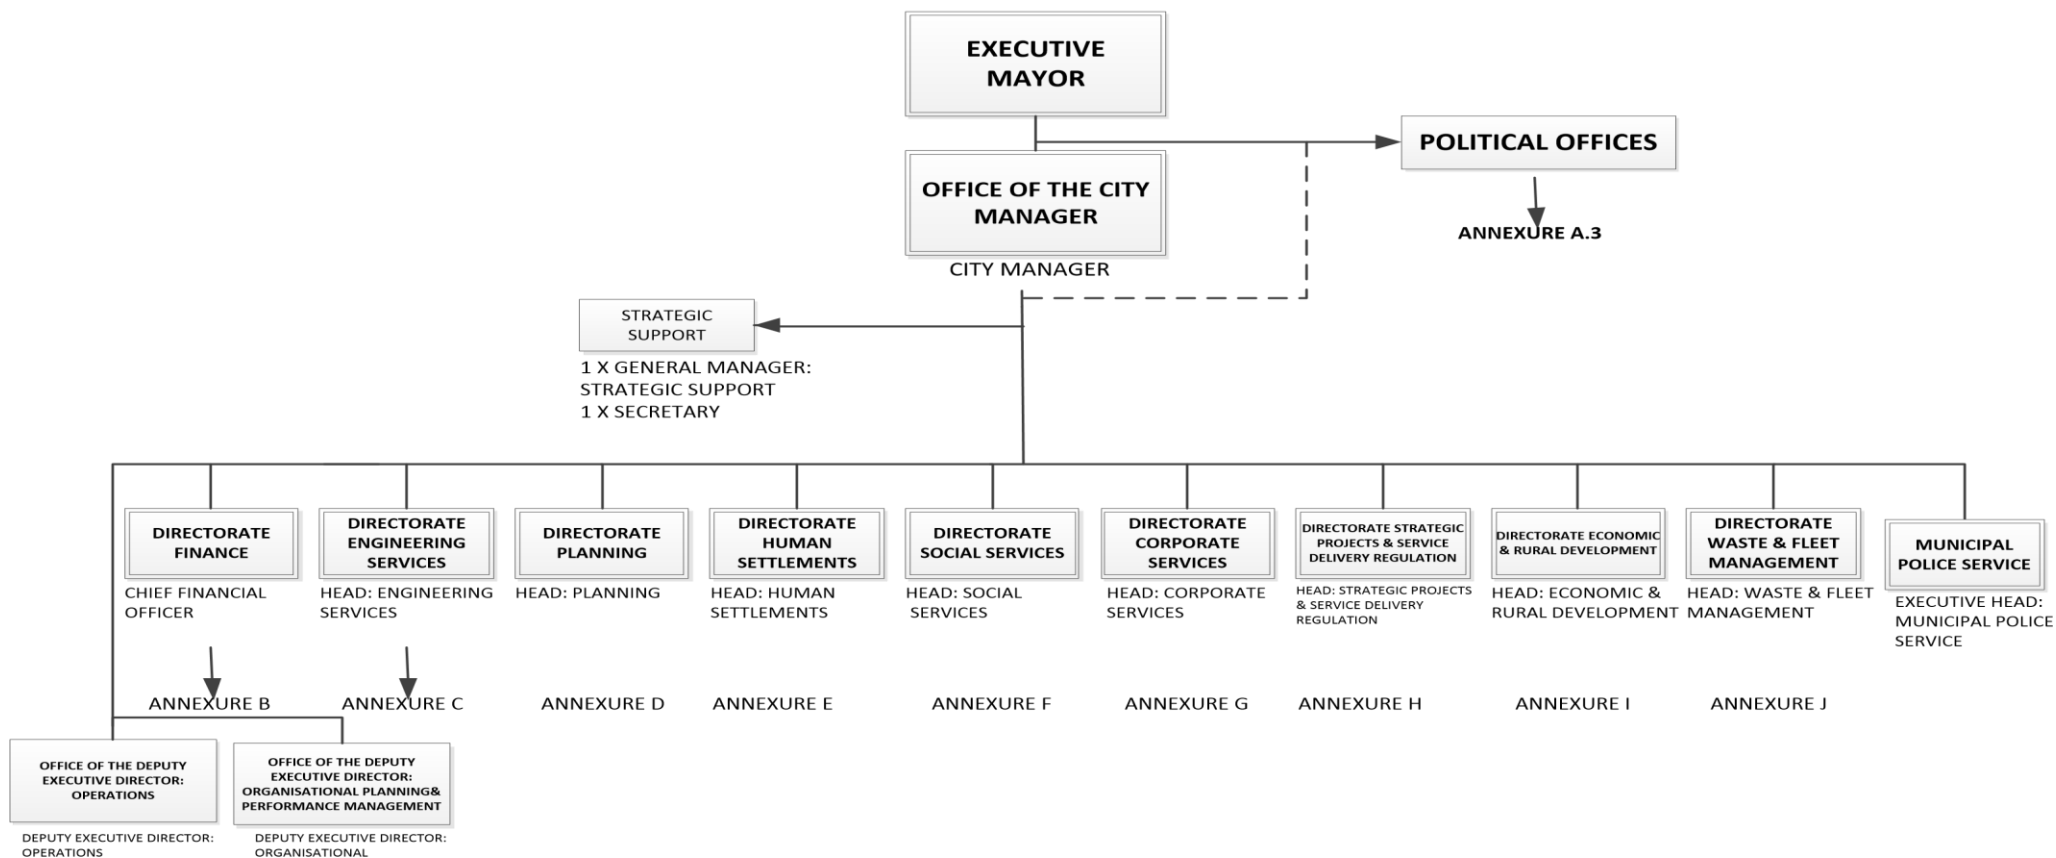 EXECUTIVE
MAYOR
POLITICAL OFFICES
ANNEXURE A.3
OFFICE OF THE CITY
MANAGER
CITY MANAGER
STRATEGIC
SUPPORT
1 X GENERAL MANAGER:
STRATEGIC SUPPORT
1 X SECRETARY
DIRECTORATE
FINANCE
CHIEF FINANCIAL
OFFICER
ANNEXURE B
DIRECTORATE
ENGINEERING
SERVICES
HEAD: ENGINEERING
SERVICES
ANNEXURE C
DIRECTORATE
PLANNING
HEAD: PLANNING
ANNEXURE D
DIRECTORATE
HUMAN
SETTLEMENTS
HEAD: HUMAN
SETTLEMENTS
ANNEXURE E
DIRECTORATE
SOCIAL SERVICES
HEAD: SOCIAL
SERVICES
ANNEXURE F
DIRECTORATE
CORPORATE
SERVICES
HEAD: CORPORATE
SERVICES
ANNEXURE G
DIRECTORATE STRATEGIC
PROJECTS & SERVICE
DELIVERY REGULATION
HEAD: STRATEGIC PROJECTS
& SERVICE DELIVERY
REGULATION
ANNEXURE H
DIRECTORATE ECONOMIC
& RURAL DEVELOPMENT
HEAD: ECONOMIC &
RURAL DEVELOPMENT
ANNEXURE I
DIRECTORATE
WASTE & FLEET
MANAGEMENT
HEAD: WASTE & FLEET
MANAGEMENT
ANNEXURE J
MUNICIPAL
POLICE SERVICE
EXECUTIVE HEAD:
MUNICIPAL POLICE
SERVICE
OFFICE OF THE DEPUTY
EXECUTIVE DIRECTOR:
OPERATIONS
DEPUTY EXECUTIVE DIRECTOR:
OPERATIONS
OFFICE OF THE DEPUTY
EXECUTIVE DIRECTOR:
ORGANISATIONAL PLANNING&
PERFORMANCE MANAGEMENT
DEPUTY EXECUTIVE DIRECTOR:
ORGANISATIONAL